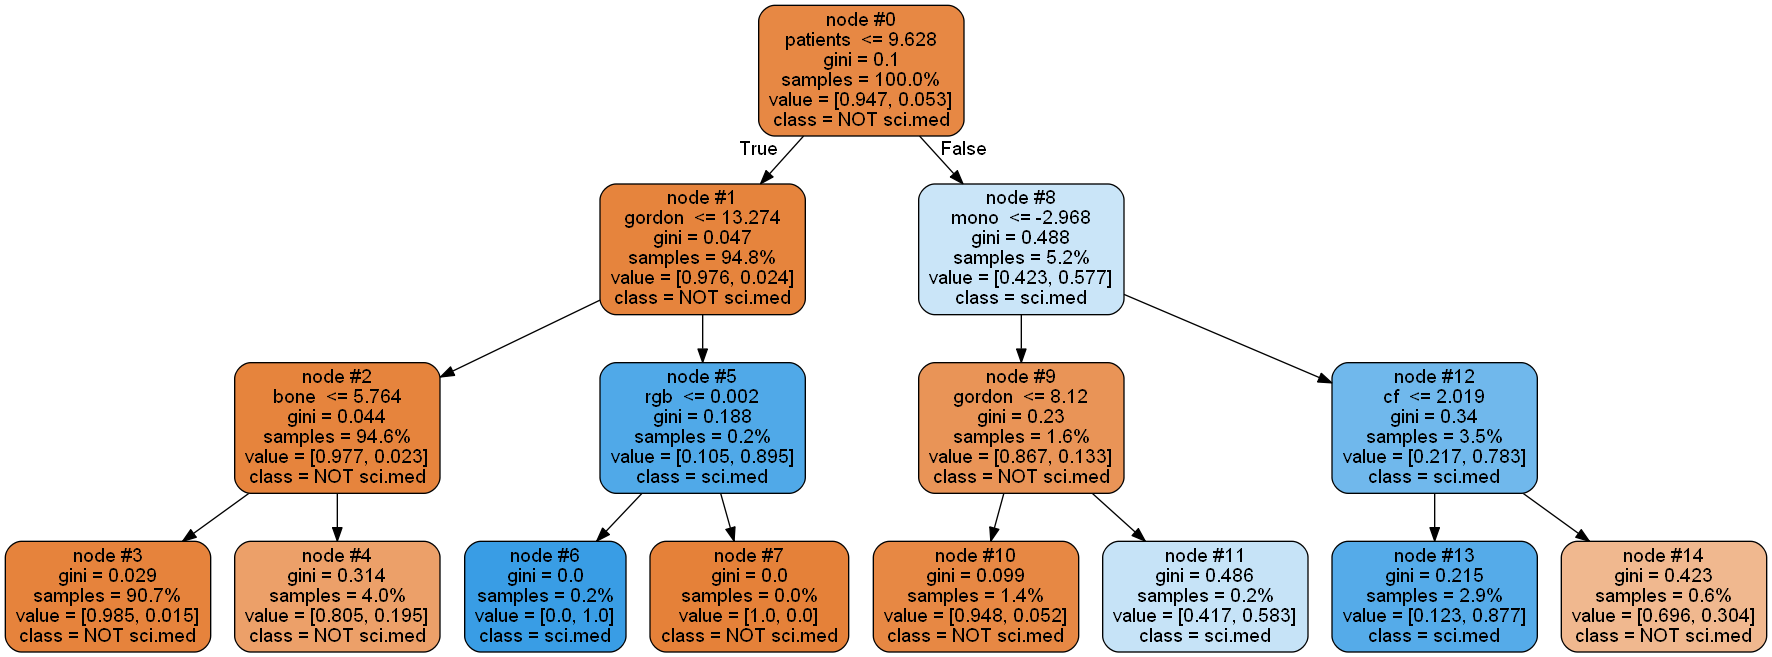 node #0
patients <= 9.628
gini = 0.1
samples = 100.0%
value = [0.947, 0.053]
class = NOT sci.med
True
False
node #1
gordon <= 13.274
gini = 0.047
samples = 94.8%
value = [0.976, 0.024]
class = NOT sci.med
node #8
mono <= -2.968
gini = 0.488
samples = 5.2%
value = [0.423, 0.577]
class = sci.med
node #2
bone <= 5.764
gini = 0.044
samples = 94.6%
value = [0.977, 0.023]
class = NOT sci.med
node #5
rgb <= 0.002
gini = 0.188
samples = 0.2%
value = [0.105, 0.895]
class = sci.med
node #9
gordon <= 8.12
gini = 0.23
samples = 1.6%
value = [0.867, 0.133]
class = NOT sci.med
node #12
cf <= 2.019
gini = 0.34
samples = 3.5%
value = [0.217, 0.783]
class = sci.med
node #3
gini = 0.029
samples = 90.7%
value = [0.985, 0.015]
class = NOT sci.med
node #4
gini = 0.314
samples = 4.0%
value = [0.805, 0.195]
class = NOT sci.med
node #6
gini = 0.0
samples = 0.2%
value = [0.0, 1.0]
class = sci.med
node #7
gini = 0.0
samples = 0.0%
value = [1.0, 0.0]
class = NOT sci.med
node #10
gini = 0.099
samples = 1.4%
value = [0.948, 0.052]
class = NOT sci.med
node #11
gini = 0.486
samples = 0.2%
value = [0.417, 0.583]
class = sci.med
node #13
gini = 0.215
samples = 2.9%
value = [0.123, 0.877]
class = sci.med
node #14
gini = 0.423
samples = 0.6%
value = [0.696, 0.304]
class = NOT sci.med